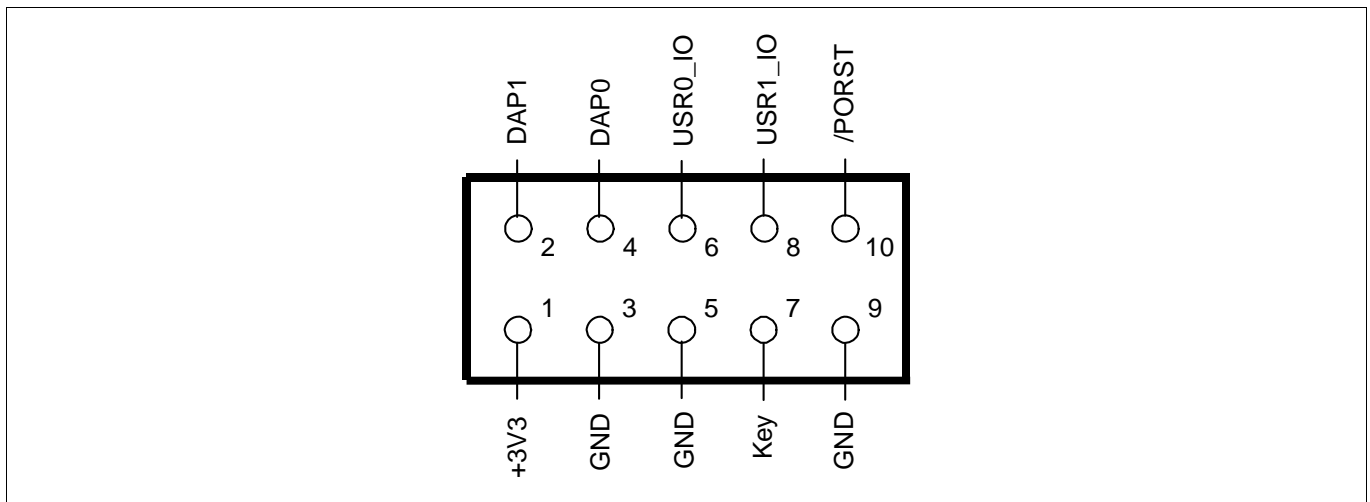 DAP1 DAP0 USR0_IO USR1_IO /PORST
2 4 6 8 10
1 3 5 7 9
+3V3 GND GND Key GND